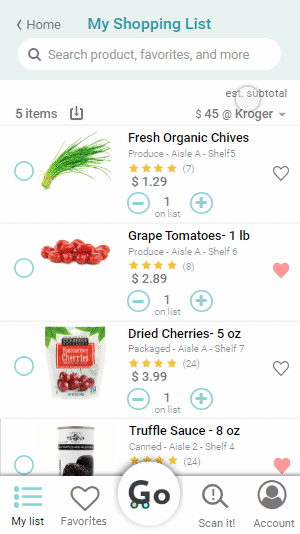 Home
My Shopping List
Search product, favorites, and more
est. subtotal
5 items
$ 45 @ Kroger
Fresh Organic Chives
Produce - Aisle A - Shelf5
(7)
$ 1.29
1
on list
Grape Tomatoes- 1 lb
Produce - Aisle A - Shelf 6
(8)
$ 2.89
1
on list
Dried Cherries- 5 oz
Packaged - Aisle A - Shelf 7
(24)
$ 3.99
1
on list
Cherries
Truffle Sauce - 8 oz
Canned - Aisle 2 - Shelf 4
(24)
Go
My list
Favorites
Scan it!
Account